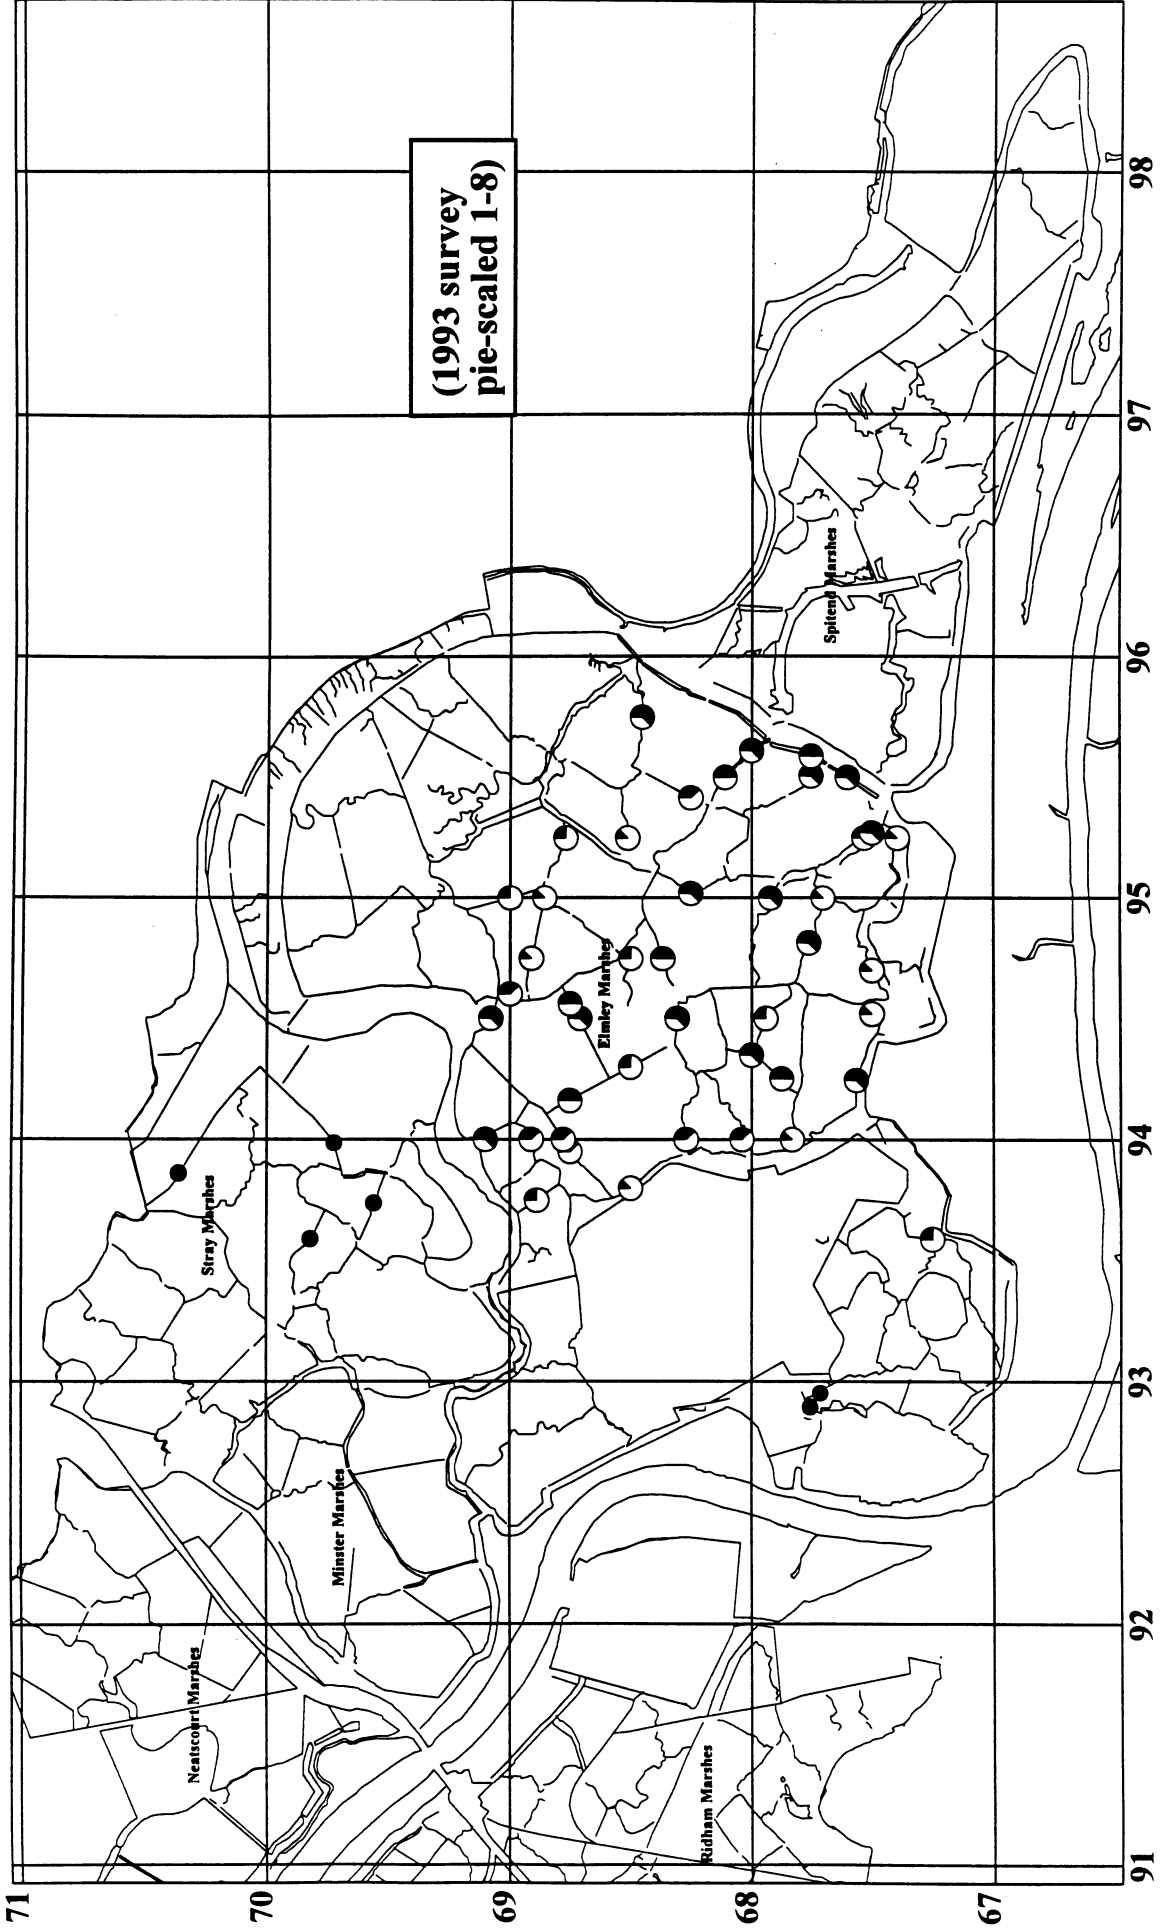 (1993 survey
pie-scaled 1-8)
Neatscourt Marshes
Minster Marshes
Stray Marshes
Elmley Marshes
Spitend Marshes
Ridham Marshes
71
70
69
68
67
91
92
93
94
95
96
97
98